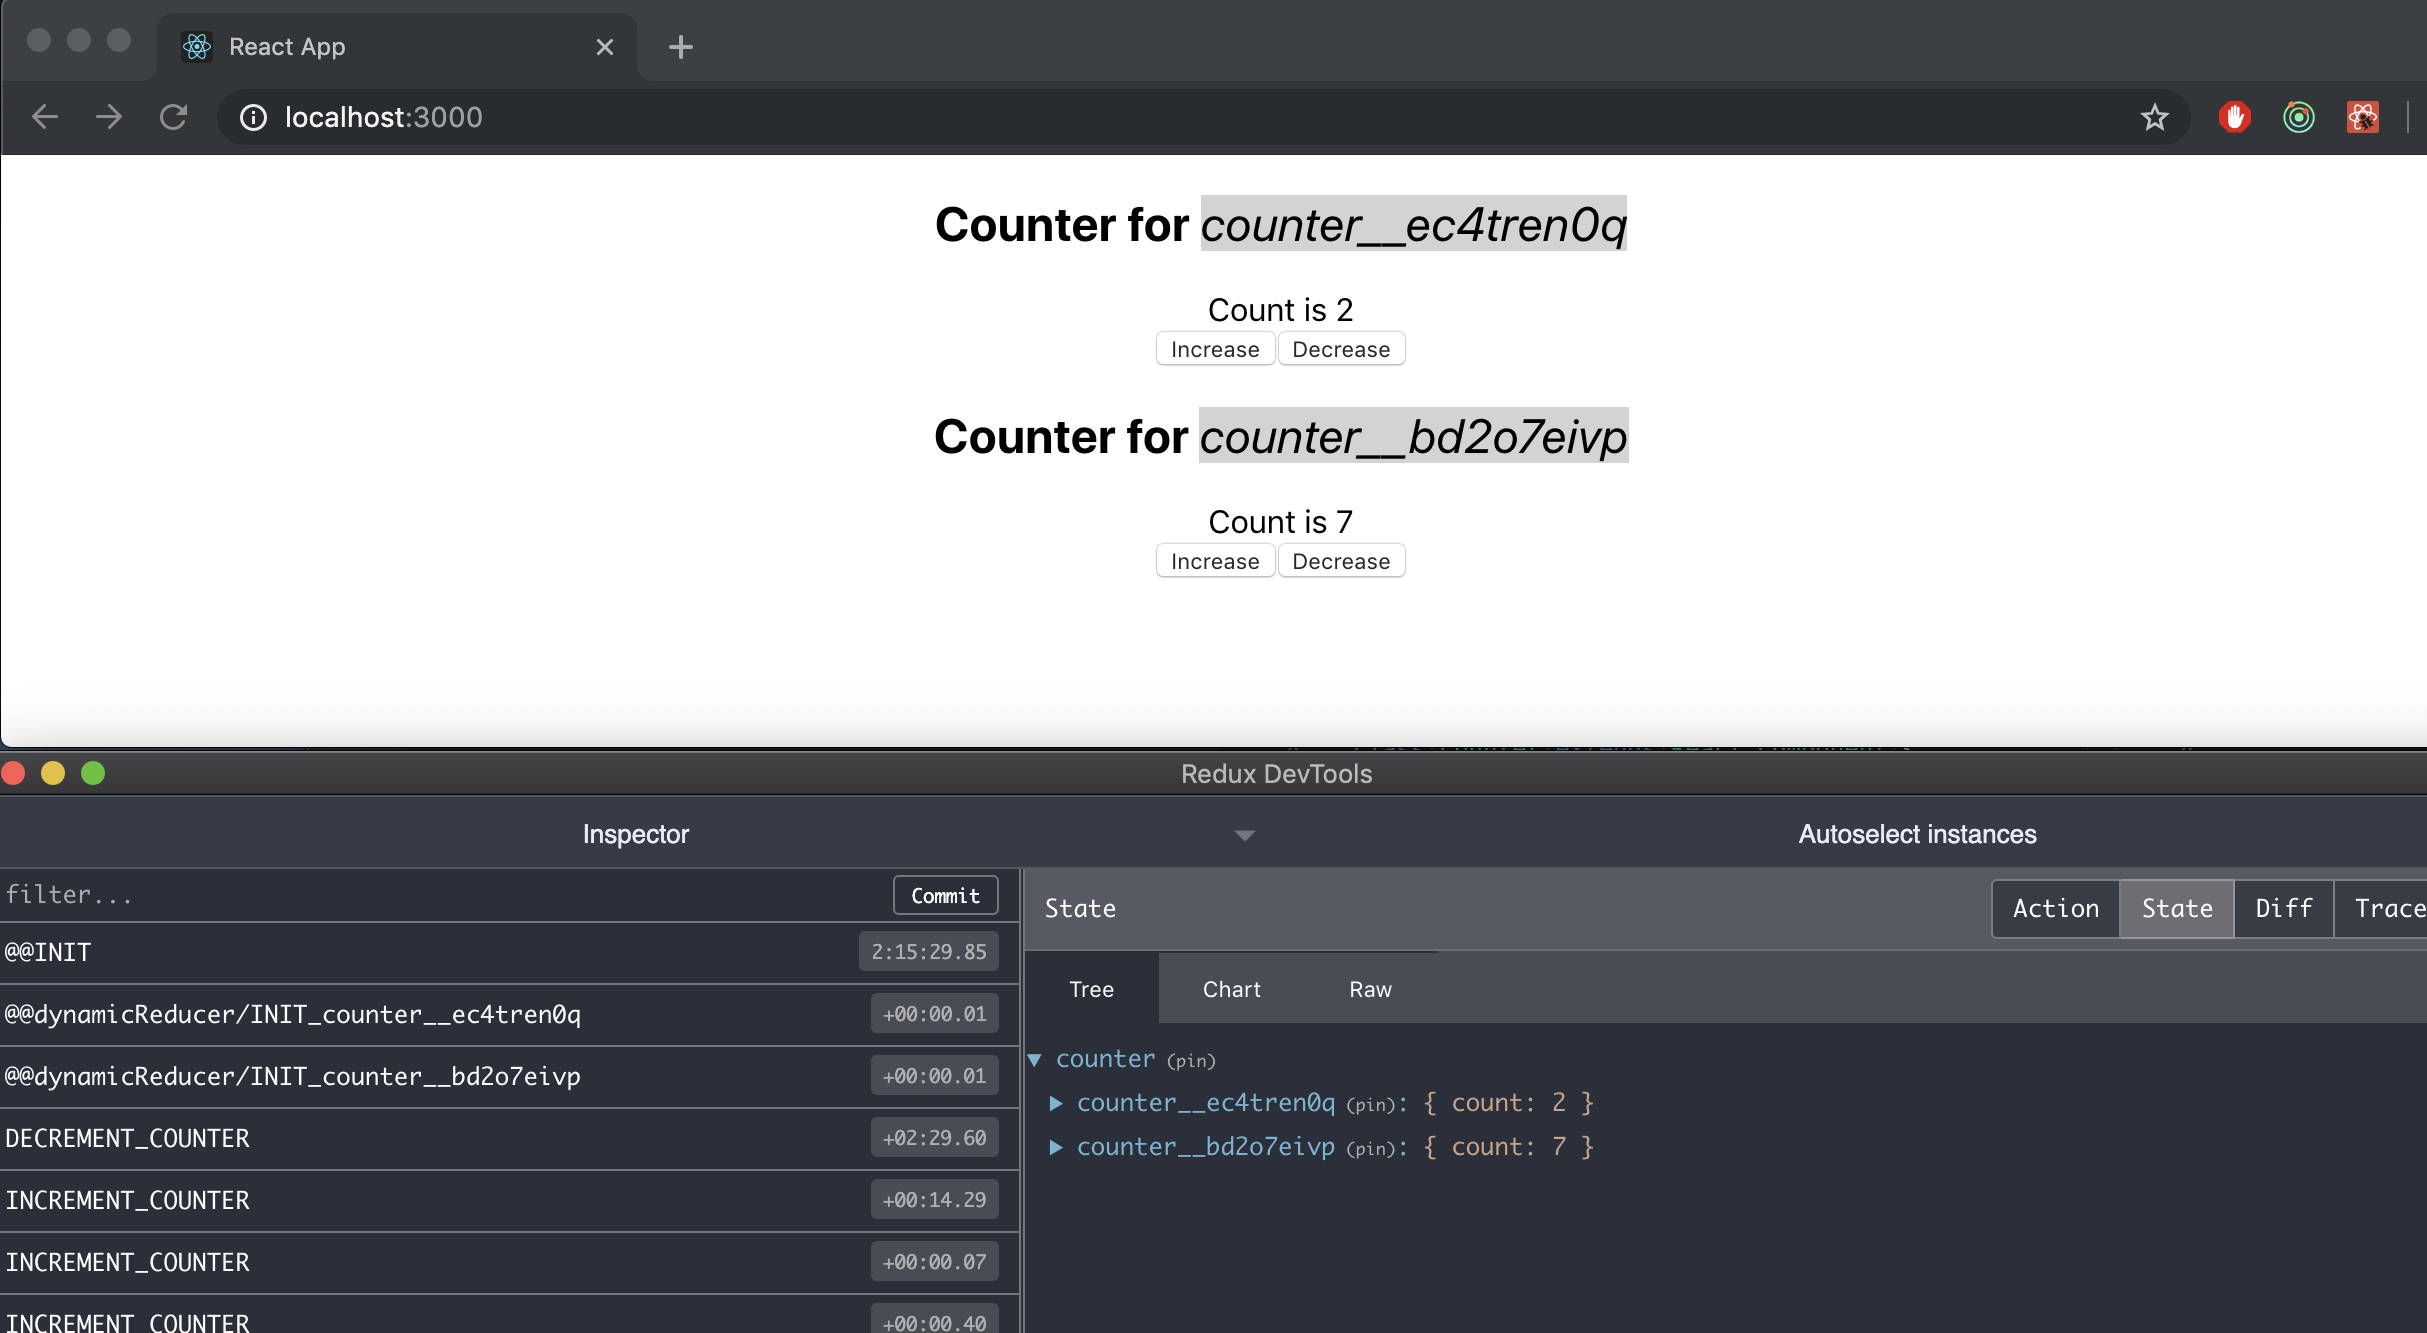 React App
localhost:3000
Counter for counter__ec4tren0q
Count is 2
Increase Decrease
Counter for counter__bd2o7eivp
Count is 7
Increase Decrease
Redux DevTools
Inspector Autoselect instances
filter... Commit
State Action State Diff Trace
@@INIT 2:15:29.85
Tree Chart Raw
@@dynamicReducer/INIT_counter__ec4tren0q +00:00.01
@@dynamicReducer/INIT_counter__bd2o7eivp +00:00.01
DECREMENT_COUNTER +02:29.60
INCREMENT_COUNTER +00:14.29
INCREMENT_COUNTER +00:00.07
INCREMENT_COUNTER +00:00.40
counter (pin)
counter__ec4tren0q (pin): { count: 2 }
counter__bd2o7eivp (pin): { count: 7 }